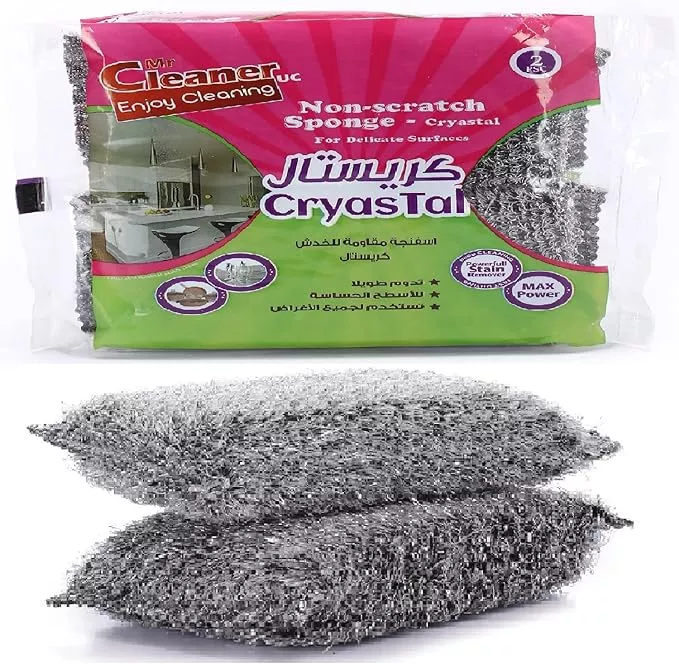 Mr
Cleaner UC
Enjoy Cleaning
2
ESC
Non-scratch
Sponge - Cryastal
For Delicate Surfaces
كريستال
CryasTal
اسفنجة مقاومة للخدش
كريستال
★ تدوم طويلا
★ للأسطح الحساسة
★ تستخدم لجميع الأغراض
Powerfull
Stain
Remover
MAX
Power